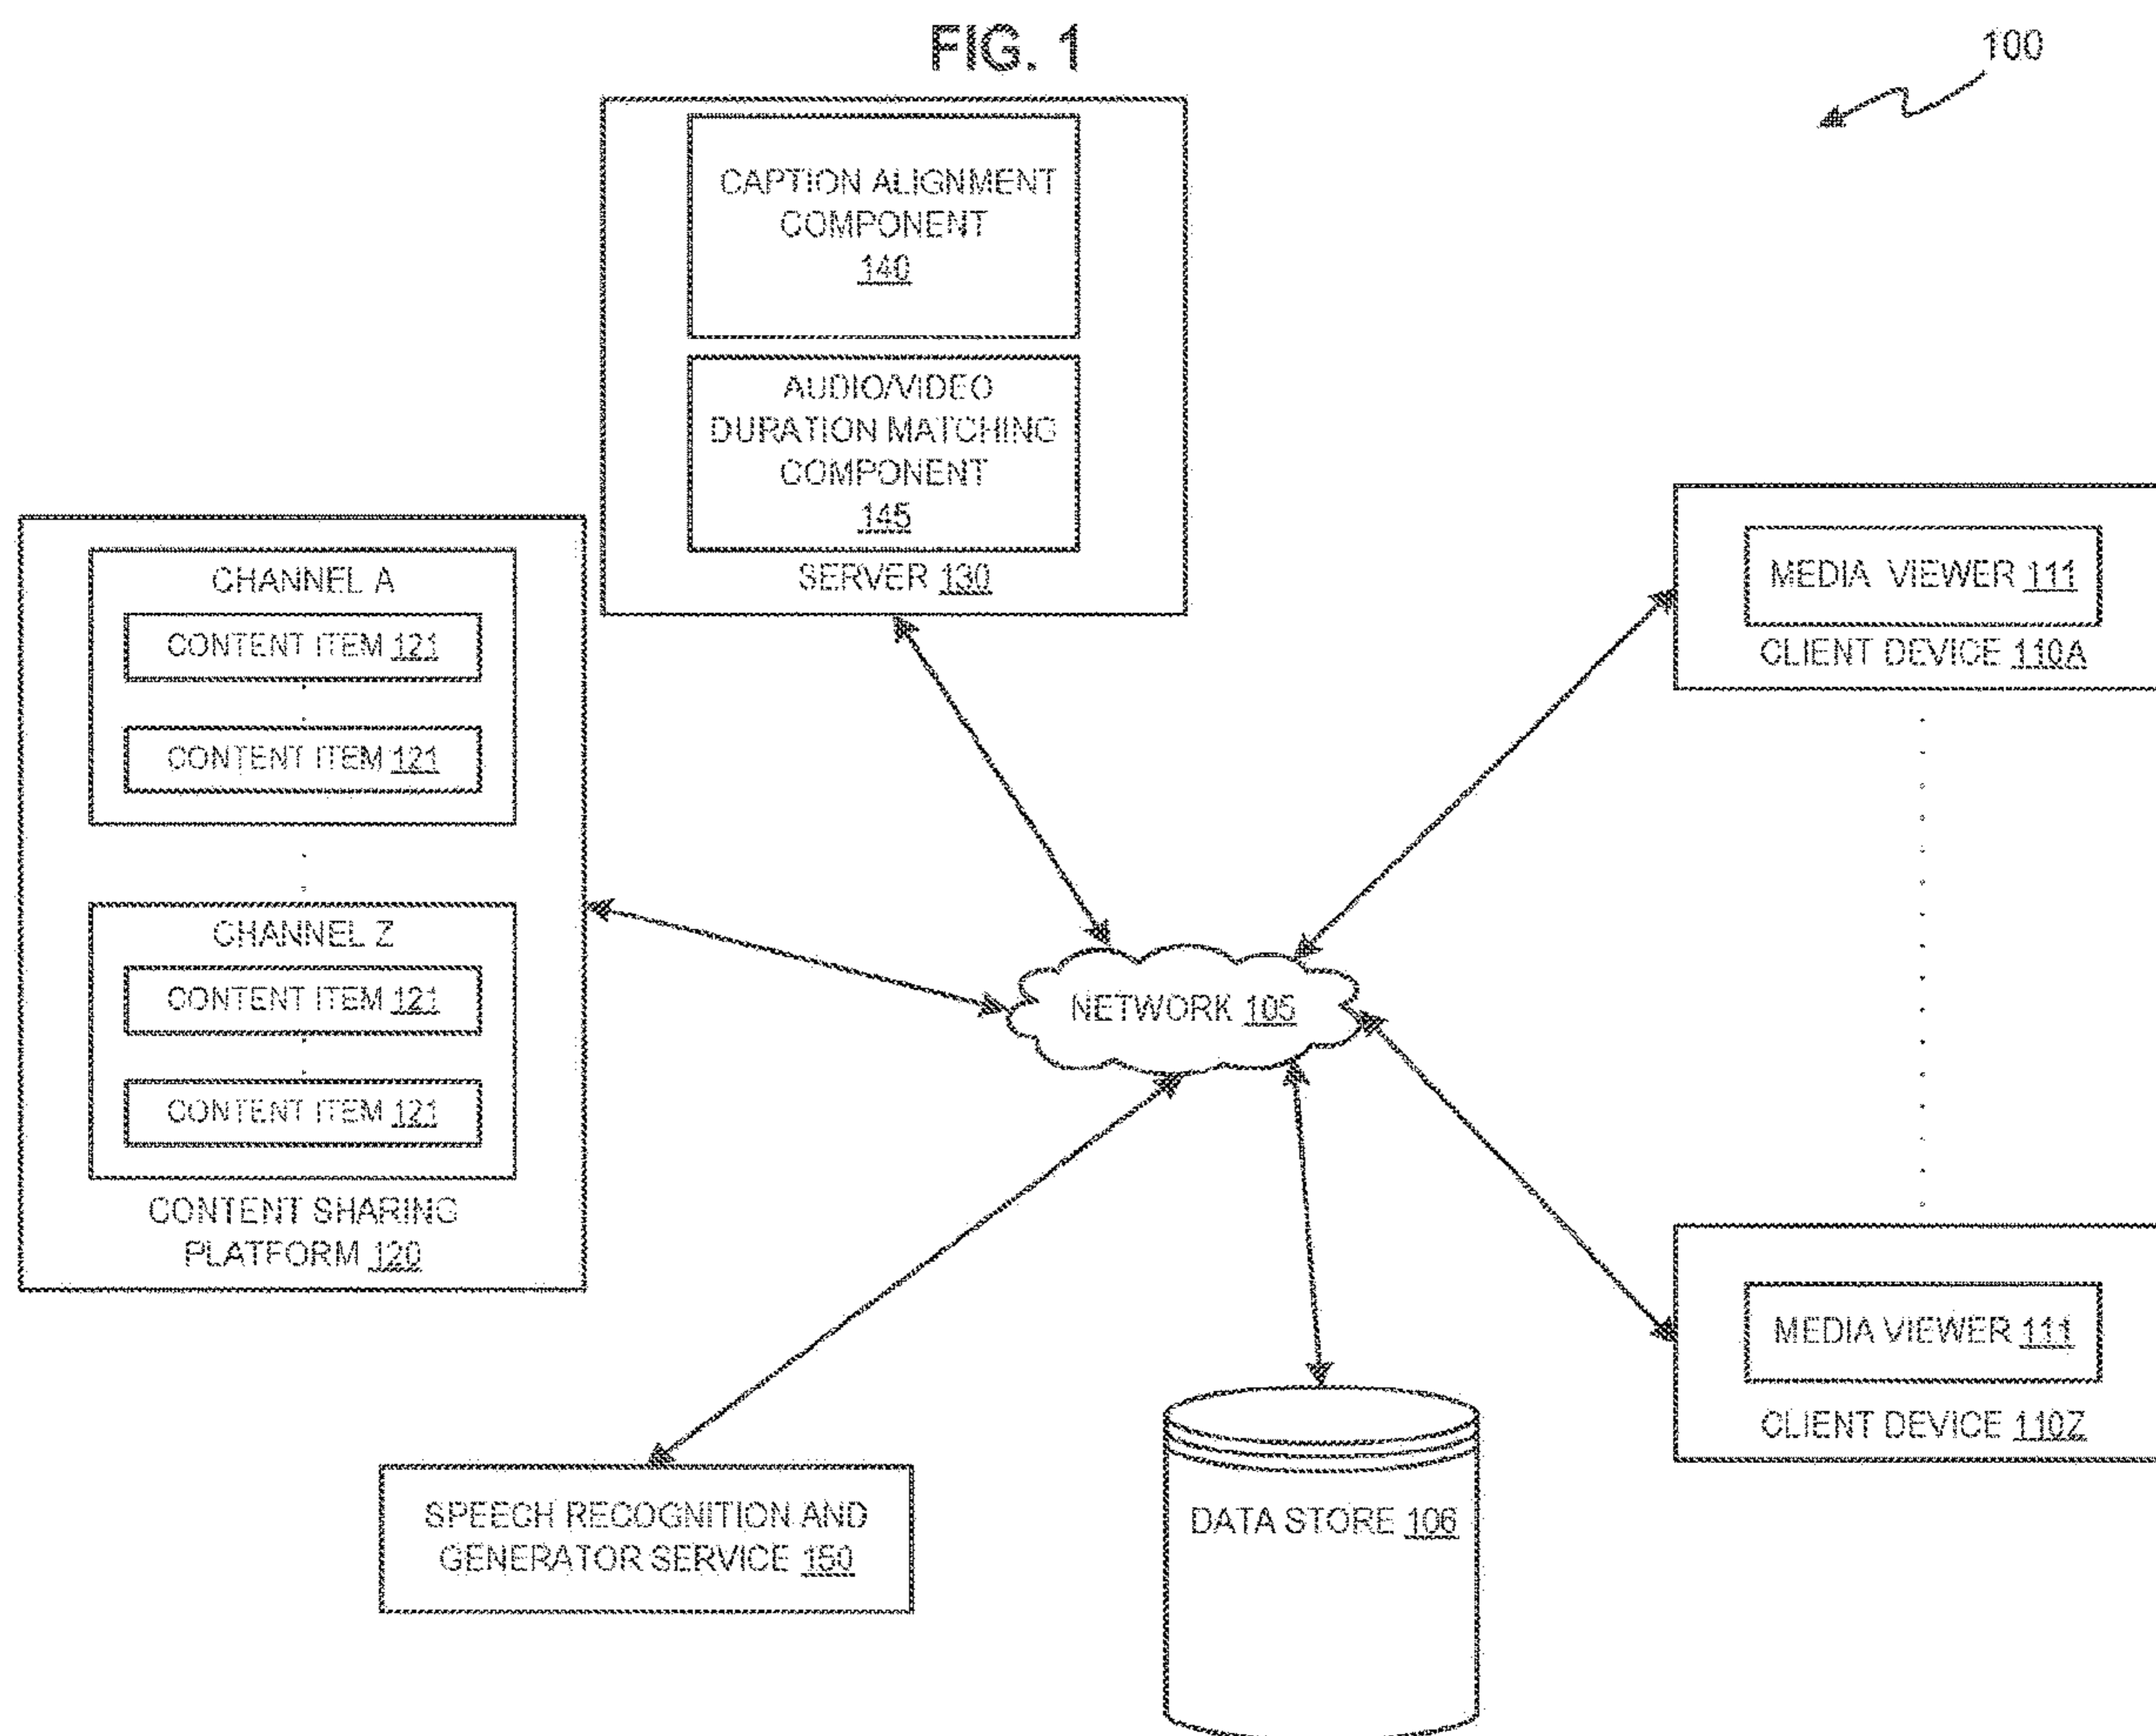 FIG. 1
100
CAPTION ALIGNMENT
COMPONENT
140
AUDIO/VIDEO
DURATION MATCHING
COMPONENT
145
SERVER 130
CHANNEL A
CONTENT ITEM 121
CONTENT ITEM 121
CHANNEL Z
CONTENT ITEM 121
CONTENT ITEM 121
CONTENT SHARING
PLATFORM 120
MEDIA VIEWER 111
CLIENT DEVICE 110A
NETWORK 105
MEDIA VIEWER 111
CLIENT DEVICE 110Z
SPEECH RECOGNITION AND
GENERATOR SERVICE 150
DATA STORE 106